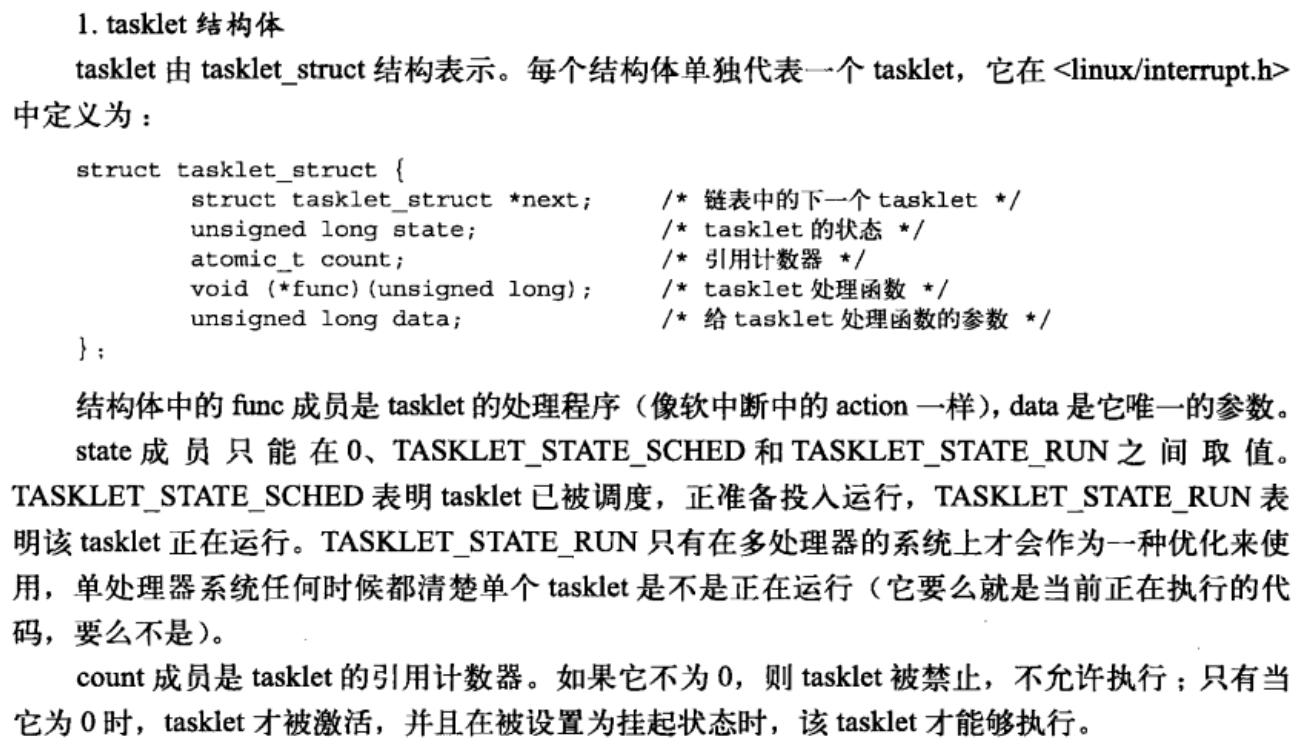 1. tasklet 结构体
tasklet 由 tasklet_struct 结构表示。每个结构体单独代表一个 tasklet，它在 <linux/interrupt.h>
中定义为：
struct tasklet_struct {
struct tasklet_struct *next; /* 链表中的下一个 tasklet */
unsigned long state; /* tasklet 的状态 */
atomic_t count; /* 引用计数器 */
void (*func)(unsigned long); /* tasklet 处理函数 */
unsigned long data; /* 给 tasklet 处理函数的参数 */
};
结构体中的 func 成员是 tasklet 的处理程序（像软中断中的 action 一样），data 是它唯一的参数。
state 成员只能在 0、TASKLET_STATE_SCHED 和 TASKLET_STATE_RUN 之间取值。
TASKLET_STATE_SCHED 表明 tasklet 已被调度，正准备投入运行，TASKLET_STATE_RUN 表
明该 tasklet 正在运行。TASKLET_STATE_RUN 只有在多处理器的系统上才会作为一种优化来使
用，单处理器系统任何时候都清楚单个 tasklet 是不是正在运行（它要么就是当前正在执行的代
码，要么不是）。
count 成员是 tasklet 的引用计数器。如果它不为 0，则 tasklet 被禁止，不允许执行；只有当
它为 0 时，tasklet 才被激活，并且在被设置为挂起状态时，该 tasklet 才能够执行。